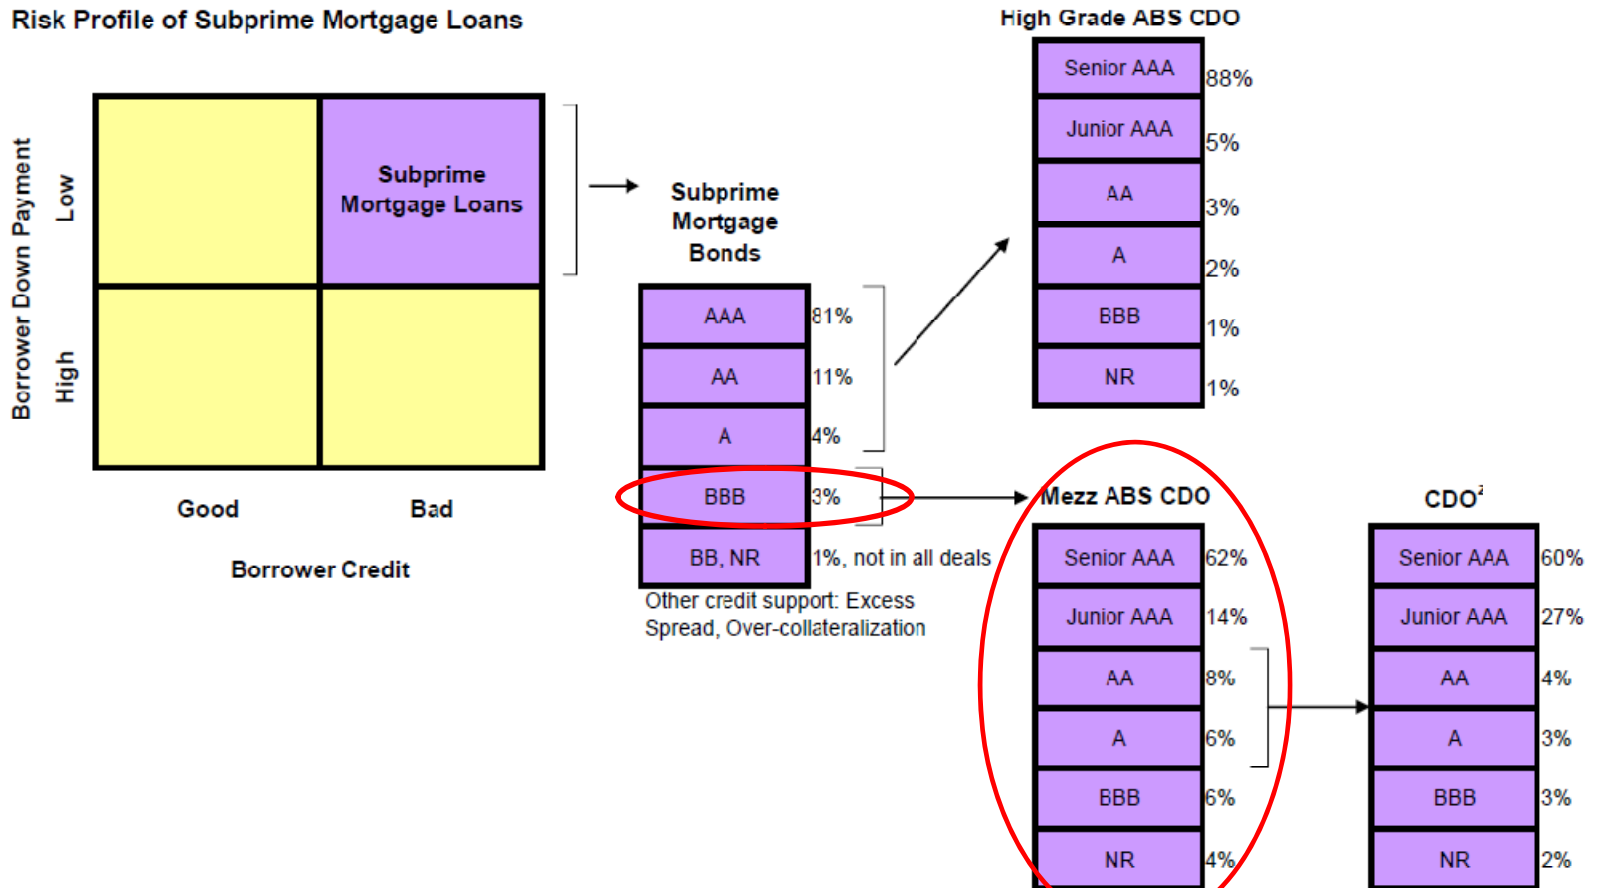 Risk Profile of Subprime Mortgage Loans
Borrower Down Payment
Low
High
Subprime
Mortgage Loans
Good
Bad
Borrower Credit
Subprime
Mortgage
Bonds
AAA 81%
AA 11%
A 4%
BBB 3%
BB, NR 1%, not in all deals
Other credit support: Excess
Spread, Over-collateralization
High Grade ABS CDO
Senior AAA 88%
Junior AAA 5%
AA 3%
A 2%
BBB 1%
NR 1%
Mezz ABS CDO
Senior AAA 62%
Junior AAA 14%
AA 8%
A 6%
BBB 6%
NR 4%
CDO²
Senior AAA 60%
Junior AAA 27%
AA 4%
A 3%
BBB 3%
NR 2%